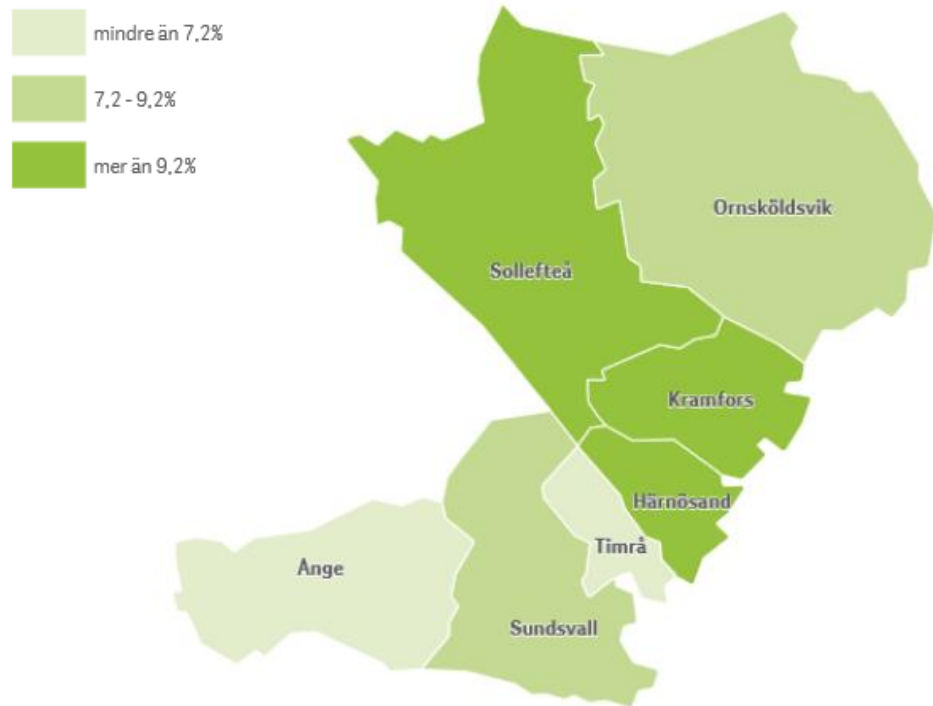 mindre än 7,2%
7,2 - 9,2%
mer än 9,2%
Ornsköldsvik
Sollefteå
Kramfors
Härnösand
Timrå
Ånge
Sundsvall